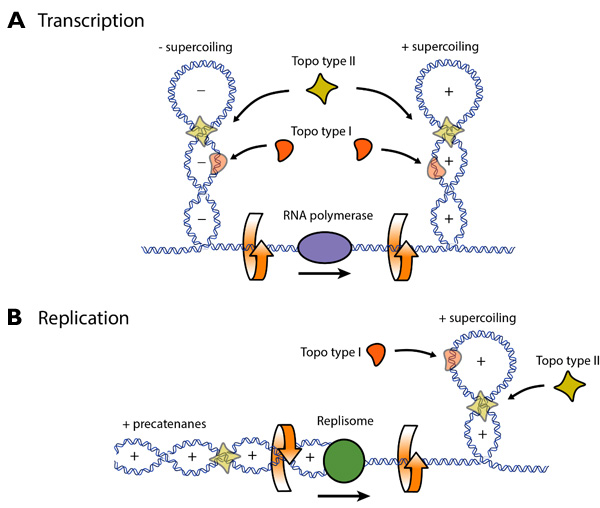 A Transcription
- supercoiling
Topo type II
+ supercoiling
–
+
Topo type I
–
+
–
RNA polymerase
+
B Replication
+ supercoiling
Topo type I
+
Topo type II
+ precatenanes
Replisome
+
+
+
+
+